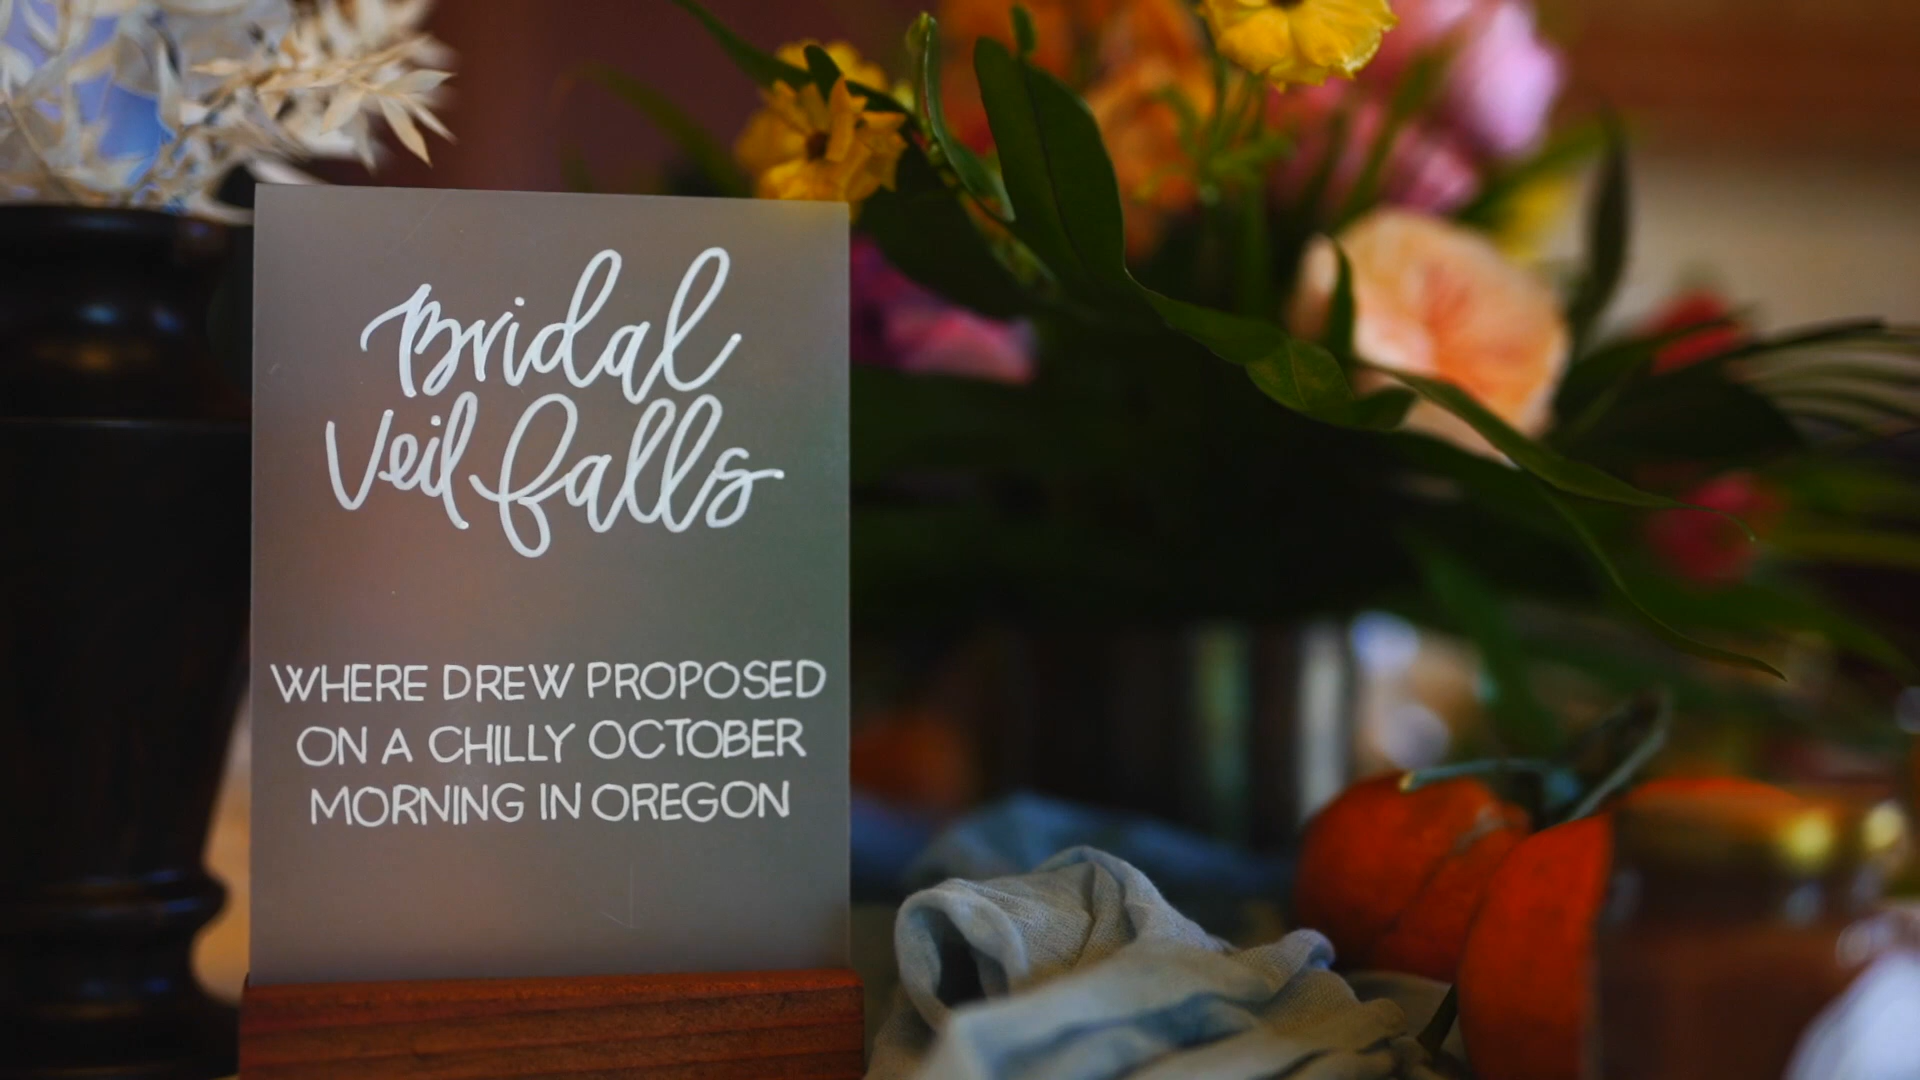 Bridal
Veil Falls
WHERE DREW PROPOSED
ON A CHILLY OCTOBER
MORNING IN OREGON